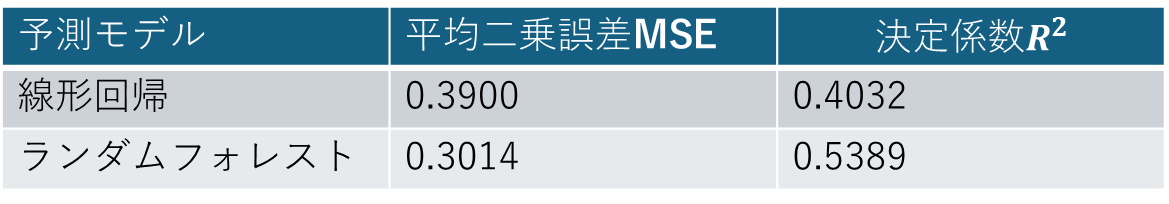 予測モデル 平均二乗誤差MSE 決定係数R²
線形回帰 0.3900 0.4032
ランダムフォレスト 0.3014 0.5389